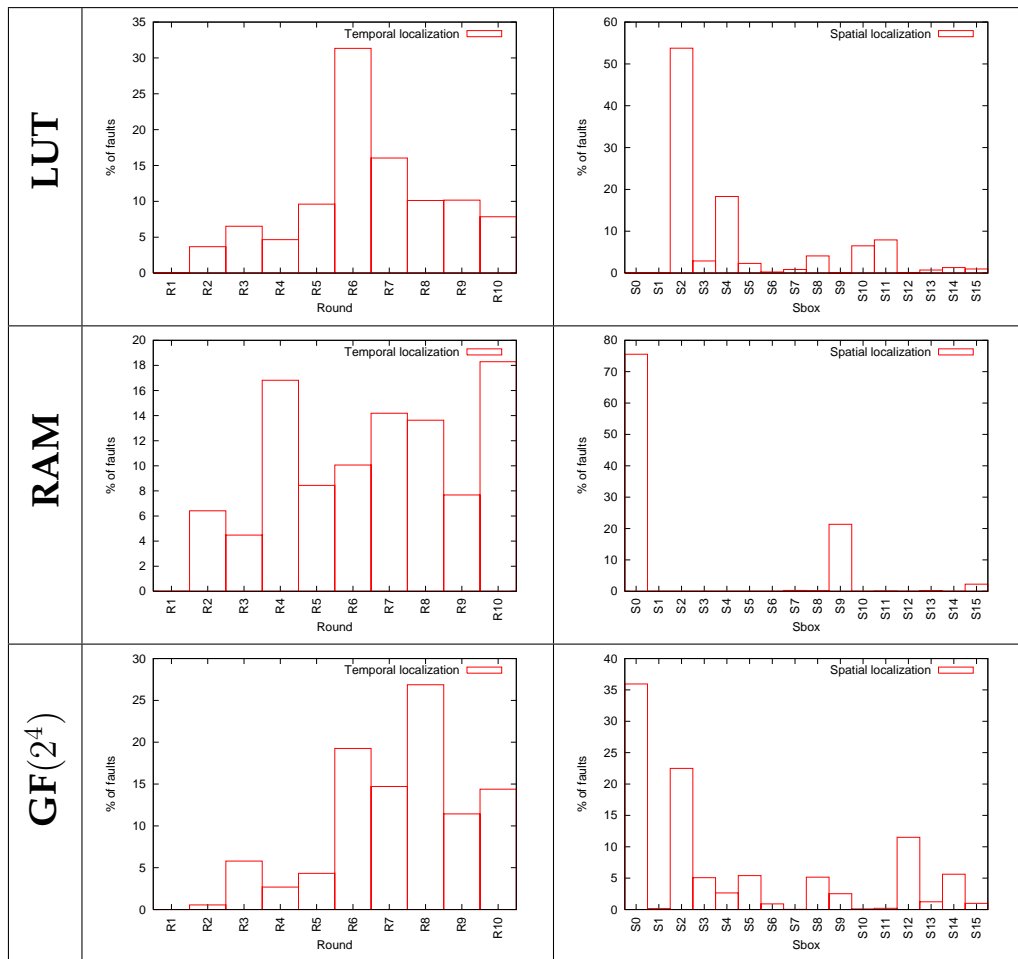 LUT
35
30
25
20
15
10
5
0
% of faults
Temporal localization
R1 R2 R3 R4 R5 R6 R7 R8 R9 R10
Round
60
50
40
30
20
10
0
% of faults
Spatial localization
S0 S1 S2 S3 S4 S5 S6 S7 S8 S9 S10 S11 S12 S13 S14 S15
Sbox
RAM
20
18
16
14
12
10
8
6
4
2
0
% of faults
Temporal localization
R1 R2 R3 R4 R5 R6 R7 R8 R9 R10
Round
80
70
60
50
40
30
20
10
0
% of faults
Spatial localization
S0 S1 S2 S3 S4 S5 S6 S7 S8 S9 S10 S11 S12 S13 S14 S15
Sbox
GF(2⁴)
30
25
20
15
10
5
0
% of faults
Temporal localization
R1 R2 R3 R4 R5 R6 R7 R8 R9 R10
Round
40
35
30
25
20
15
10
5
0
% of faults
Spatial localization
S0 S1 S2 S3 S4 S5 S6 S7 S8 S9 S10 S11 S12 S13 S14 S15
Sbox